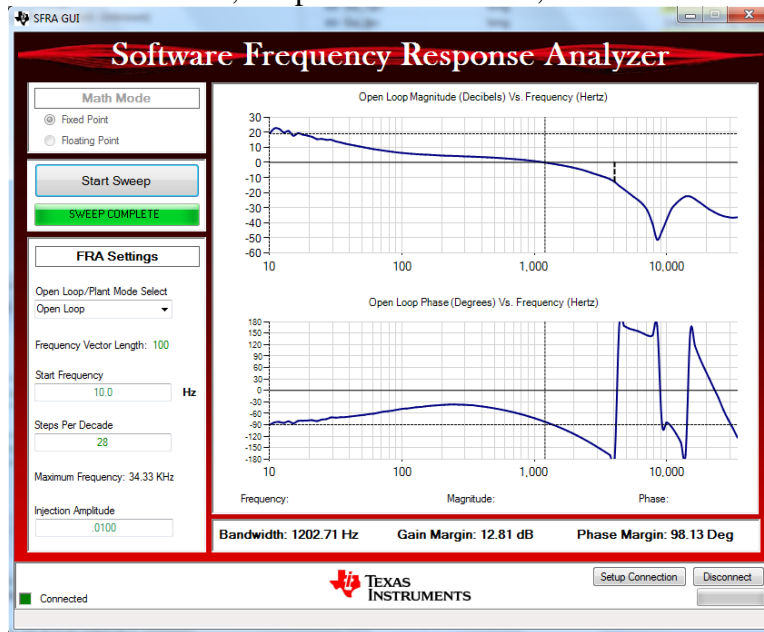 SFRA GUI
Software Frequency Response Analyzer
Math Mode
Fixed Point
Floating Point
Start Sweep
SWEEP COMPLETE
FRA Settings
Open Loop/Plant Mode Select
Open Loop
Frequency Vector Length: 100
Start Frequency
10.0 Hz
Steps Per Decade
28
Maximum Frequency: 34.33 KHz
Injection Amplitude
.0100
Open Loop Magnitude (Decibels) Vs. Frequency (Hertz)
30
20
10
0
-10
-20
-30
-40
-50
-60
10 100 1,000 10,000
Open Loop Phase (Degrees) Vs. Frequency (Hertz)
180
150
120
90
60
30
0
-30
-60
-90
-120
-150
-180
10 100 1,000 10,000
Frequency: Magnitude: Phase:
Bandwidth: 1202.71 Hz Gain Margin: 12.81 dB Phase Margin: 98.13 Deg
Connected
TEXAS
INSTRUMENTS
Setup Connection Disconnect